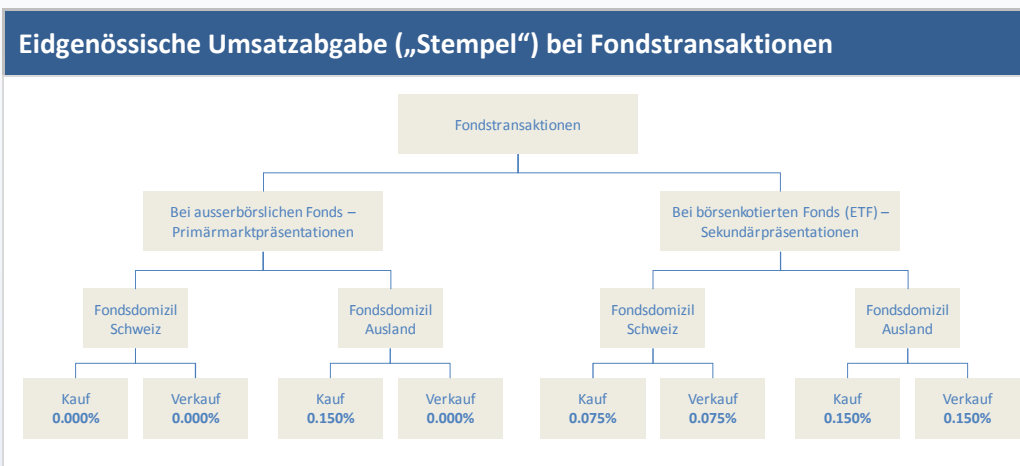 Eidgenössische Umsatzabgabe („Stempel“) bei Fondstransaktionen
Fondstransaktionen
Bei ausserbörslichen Fonds –
Primärmarktpräsentationen
Bei börsenkotierten Fonds (ETF) –
Sekundärpräsentationen
Fondsdomizil
Schweiz
Fondsdomizil
Ausland
Fondsdomizil
Schweiz
Fondsdomizil
Ausland
Kauf
0.000%
Verkauf
0.000%
Kauf
0.150%
Verkauf
0.000%
Kauf
0.075%
Verkauf
0.075%
Kauf
0.150%
Verkauf
0.150%